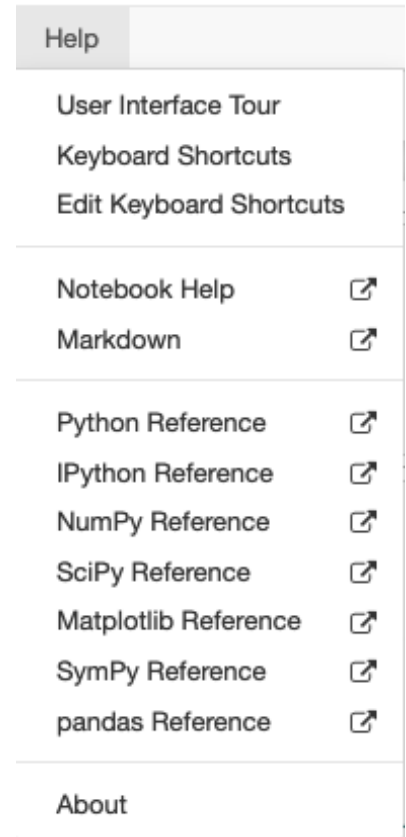 Help
User Interface Tour
Keyboard Shortcuts
Edit Keyboard Shortcuts
Notebook Help
Markdown
Python Reference
IPython Reference
NumPy Reference
SciPy Reference
Matplotlib Reference
SymPy Reference
pandas Reference
About